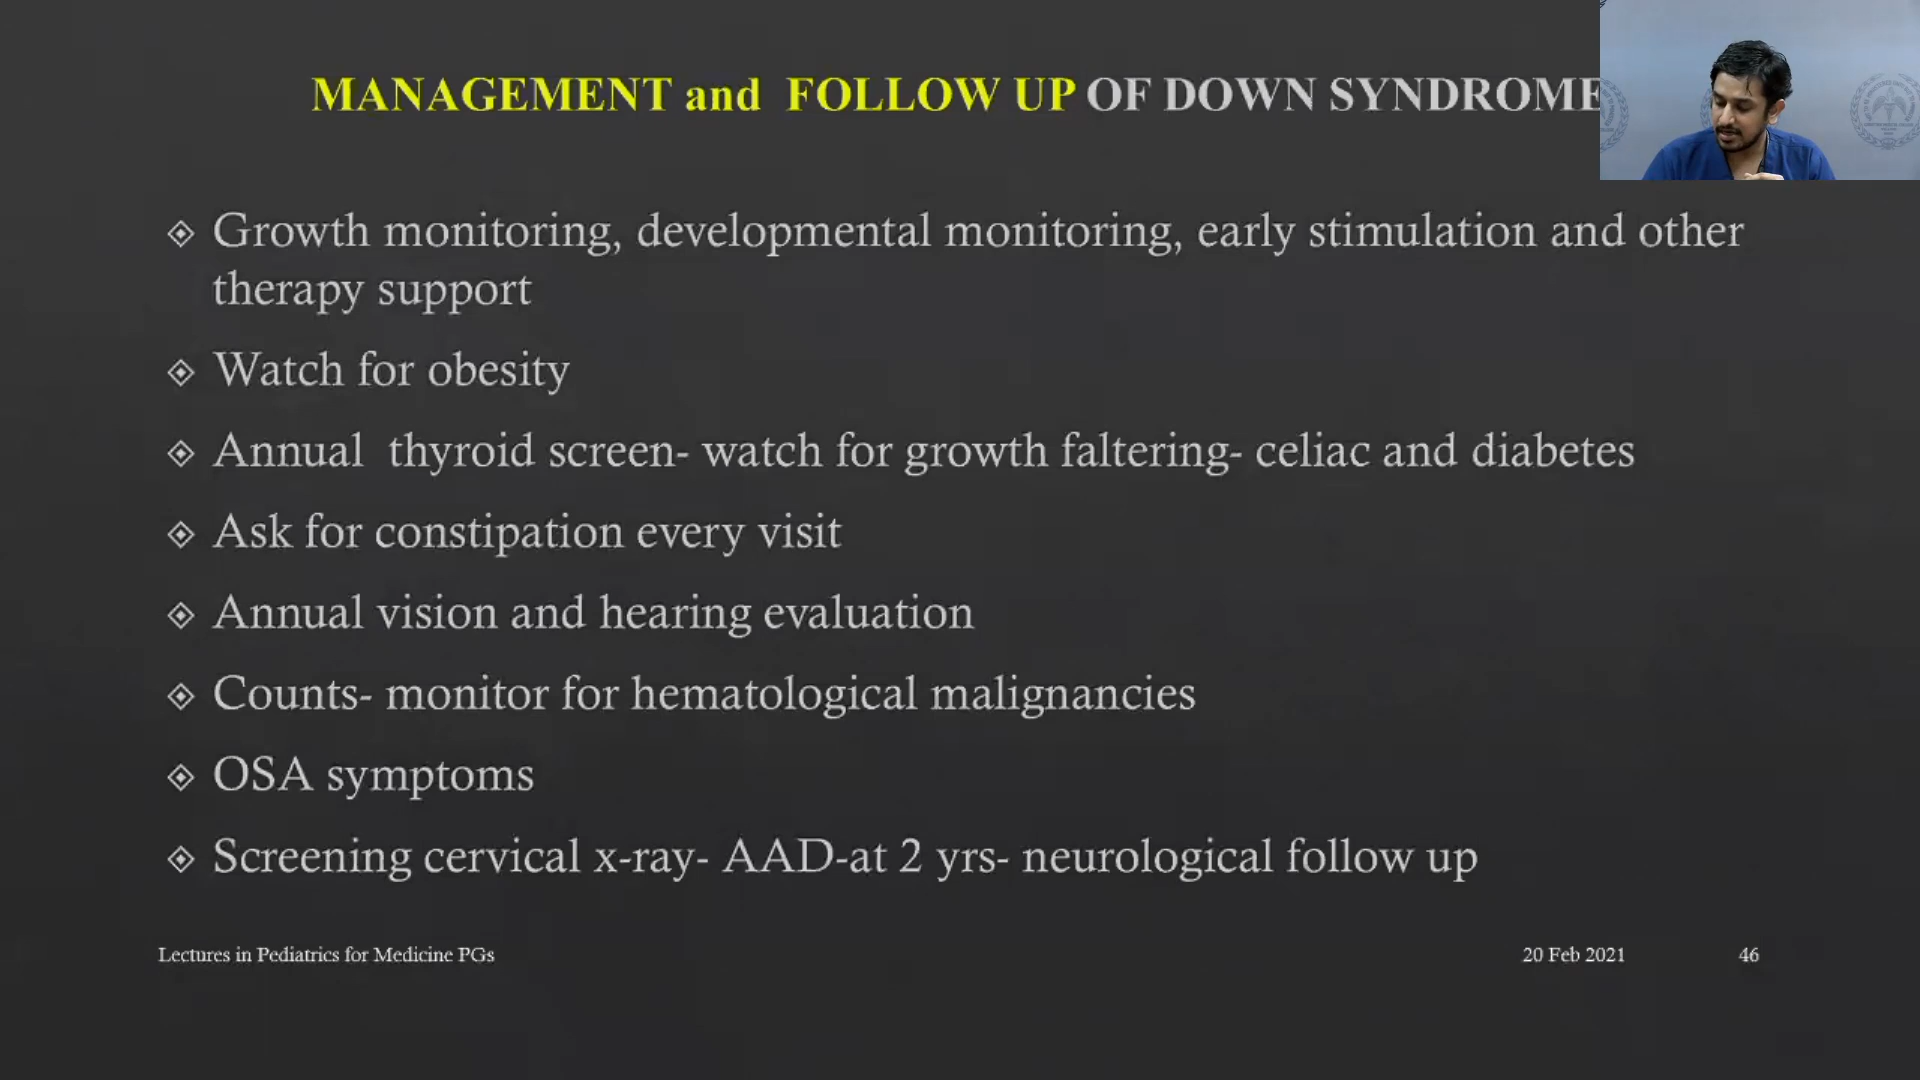 MANAGEMENT and FOLLOW UP OF DOWN SYNDROME
Growth monitoring, developmental monitoring, early stimulation and other
therapy support
Watch for obesity
Annual thyroid screen- watch for growth faltering- celiac and diabetes
Ask for constipation every visit
Annual vision and hearing evaluation
Counts- monitor for hematological malignancies
OSA symptoms
Screening cervical x-ray- AAD-at 2 yrs- neurological follow up
Lectures in Pediatrics for Medicine PGs
20 Feb 2021
46